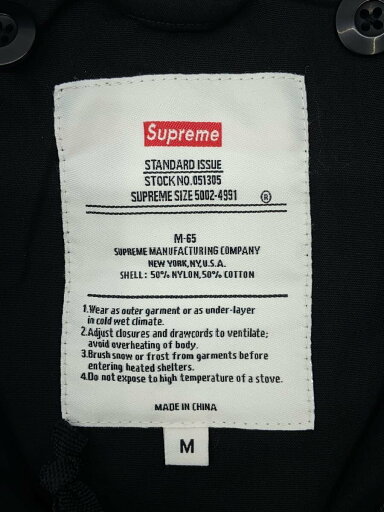 Supreme
STANDARD ISSUE
STOCK NO.051305
SUPREME SIZE 5002-4991 ®
M-65
SUPREME MANUFACTURING COMPANY
NEW YORK,NY,U.S.A.
SHELL : 50% NYLON,50% COTTON
1.Wear as outer garment or as under-layer
in cold wet climate.
2.Adjust closures and drawcords to ventilate;
avoid overheating of body.
3.Brush snow or frost from garments before
entering heated shelters.
4.Do not expose to high temperature of a stove.
MADE IN CHINA
M